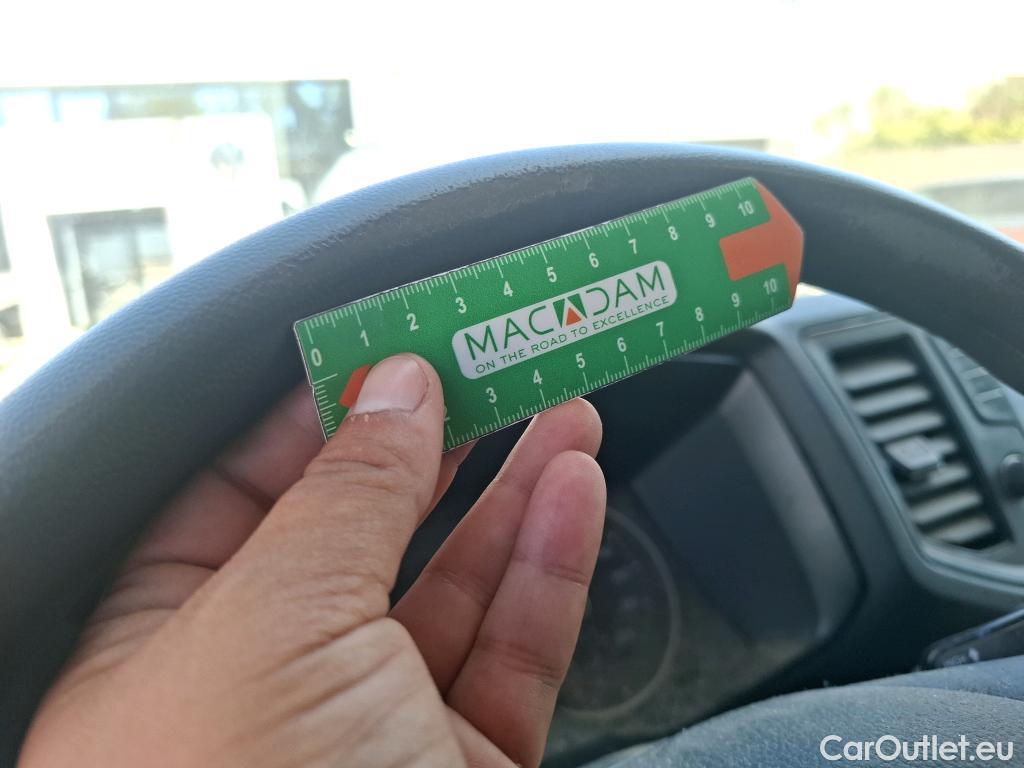 0 1 2 3 4 5 6 7 8 9 10
MACADAM
ON THE ROAD TO EXCELLENCE
3 4 5 6 7 8 9 10
CarOutlet.eu